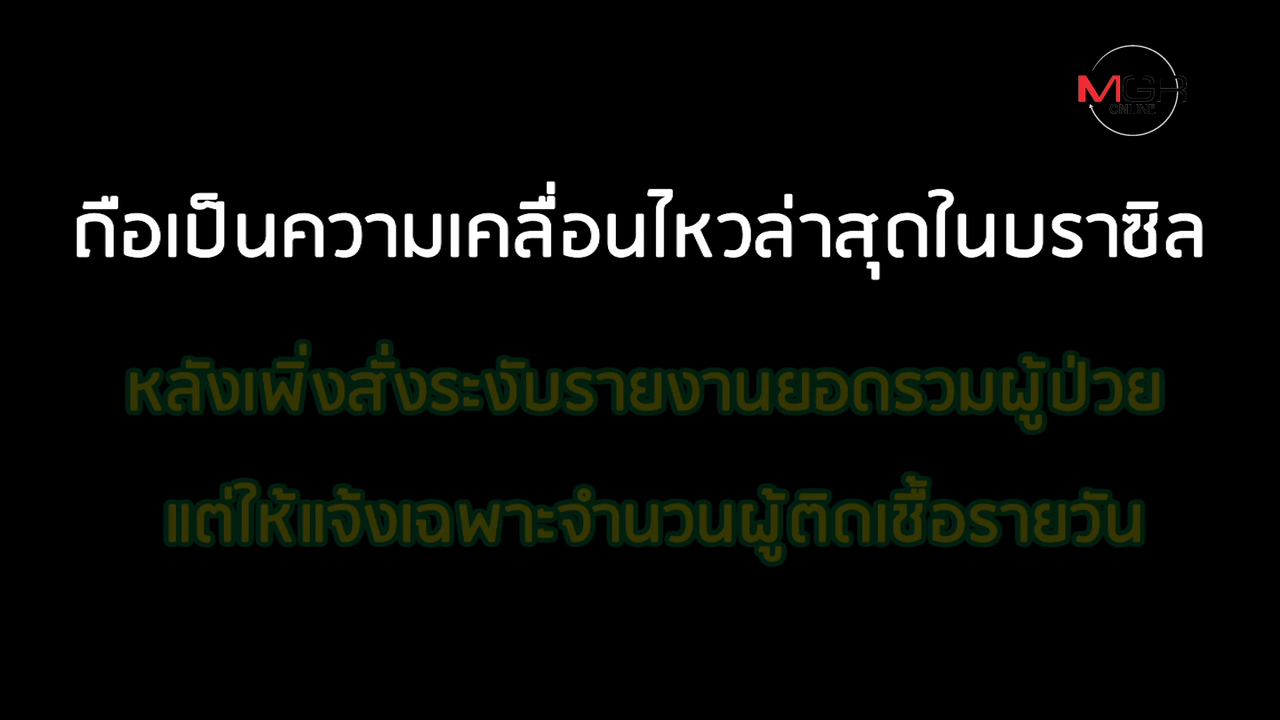 MGR
ONLINE
ถือเป็นความเคลื่อนไหวล่าสุดในบราซิล
หลังเพิ่งสั่งระงับรายงานยอดรวมผู้ป่วย
แต่ให้แจ้งเฉพาะจำนวนผู้ติดเชื้อรายวัน